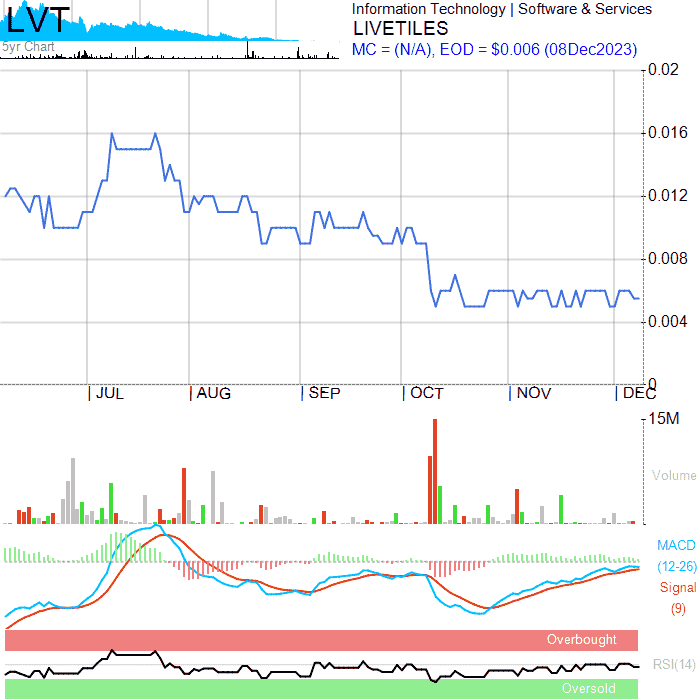 LVT
5yr Chart
Information Technology | Software & Services
LIVETILES
MC = (N/A), EOD = $0.006 (08Dec2023)
0.02
0.016
0.012
0.008
0.004
0
| JUL | AUG | SEP | OCT | NOV | DEC
15M
Volume
MACD
(12-26)
Signal
(9)
Overbought
RSI(14)
Oversold